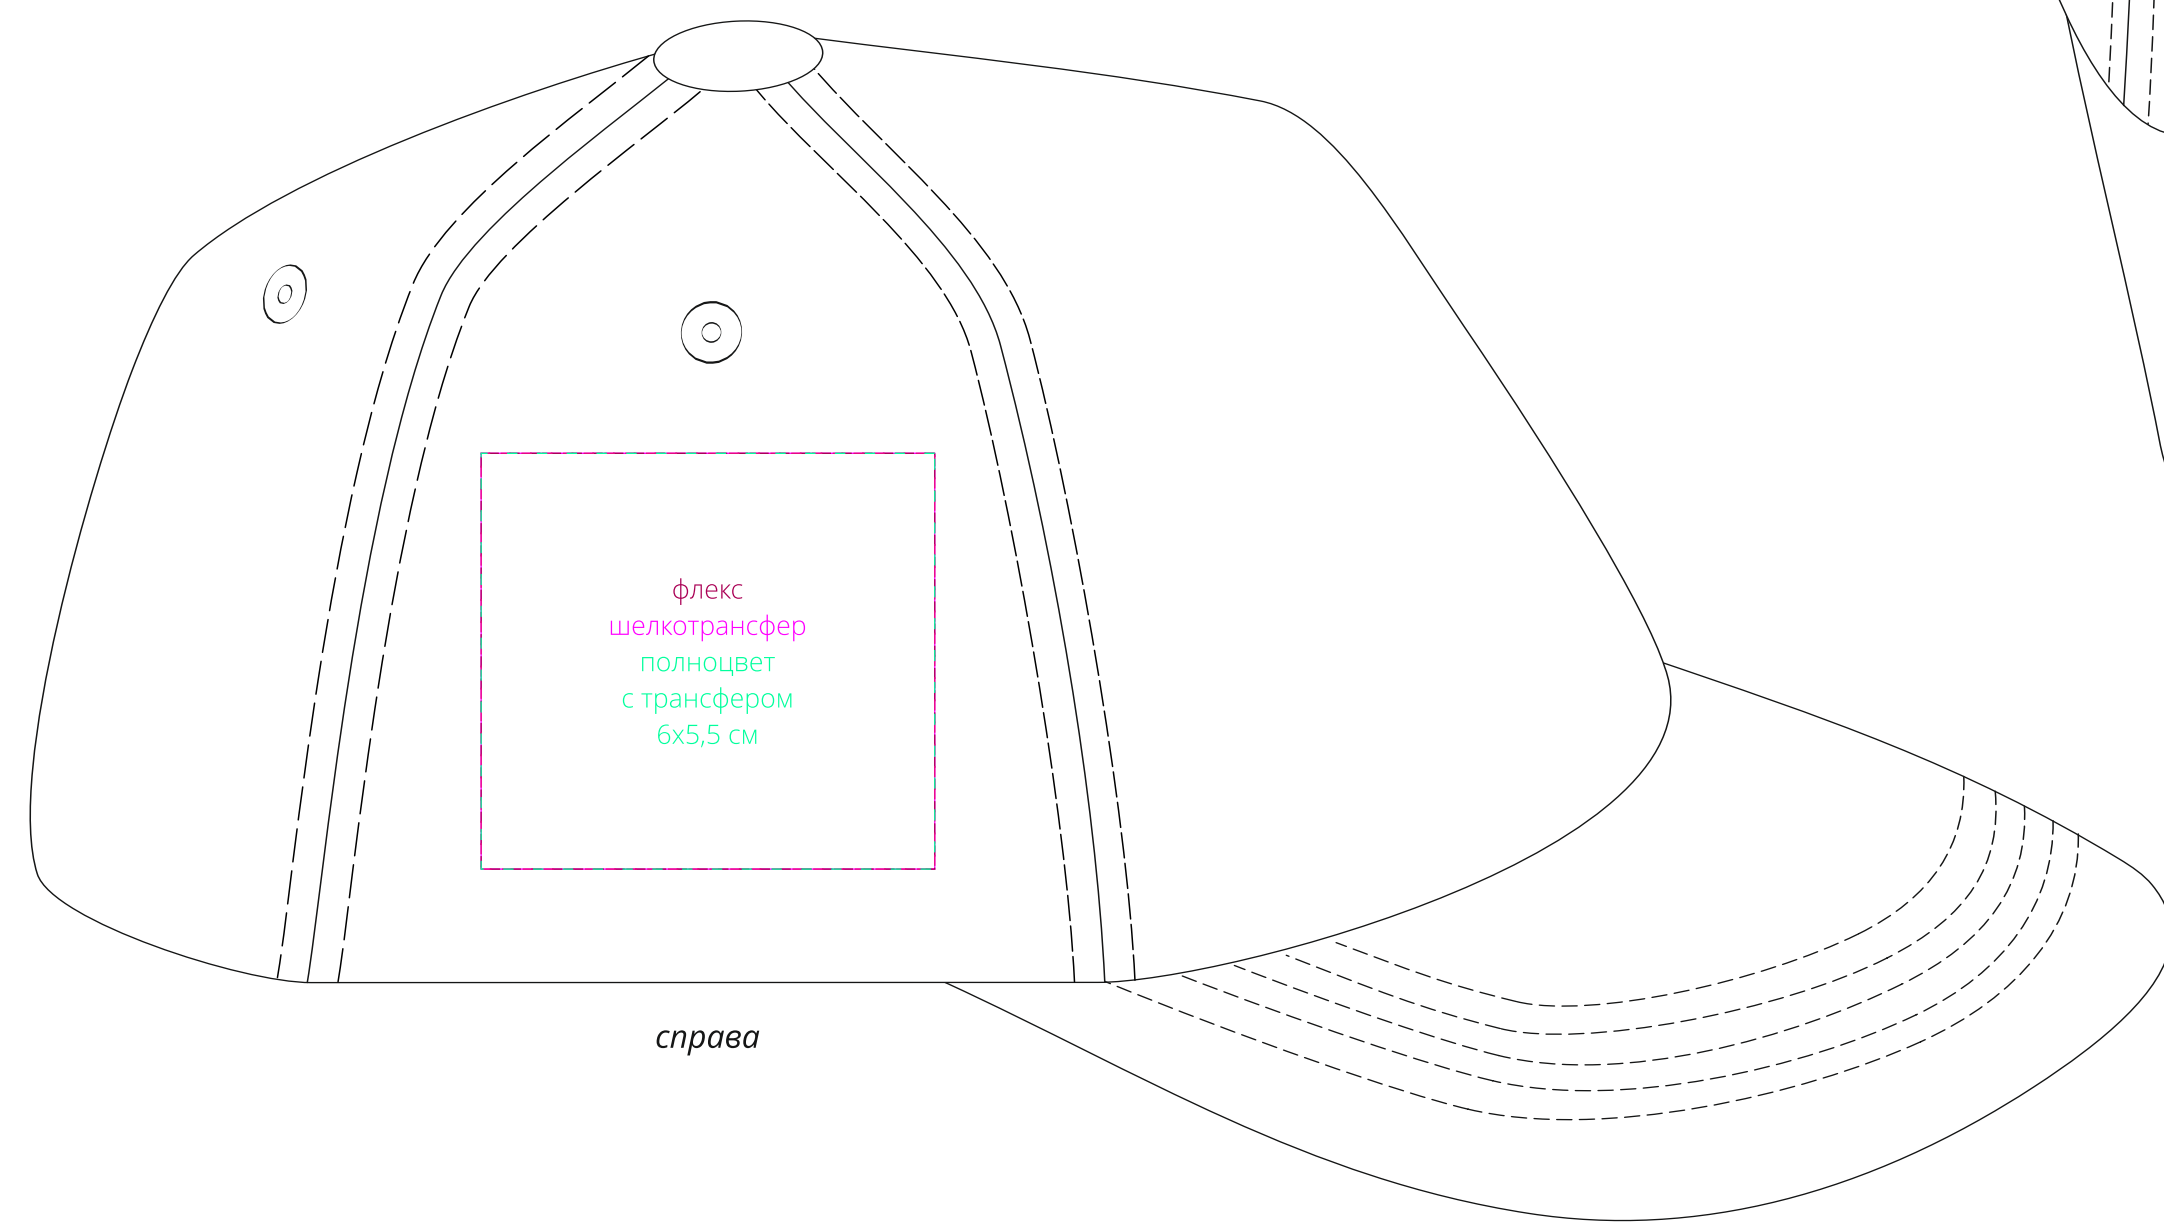 флекс
шелкотрансфер
полноцвет
с трансфером
6х5,5 см
справа